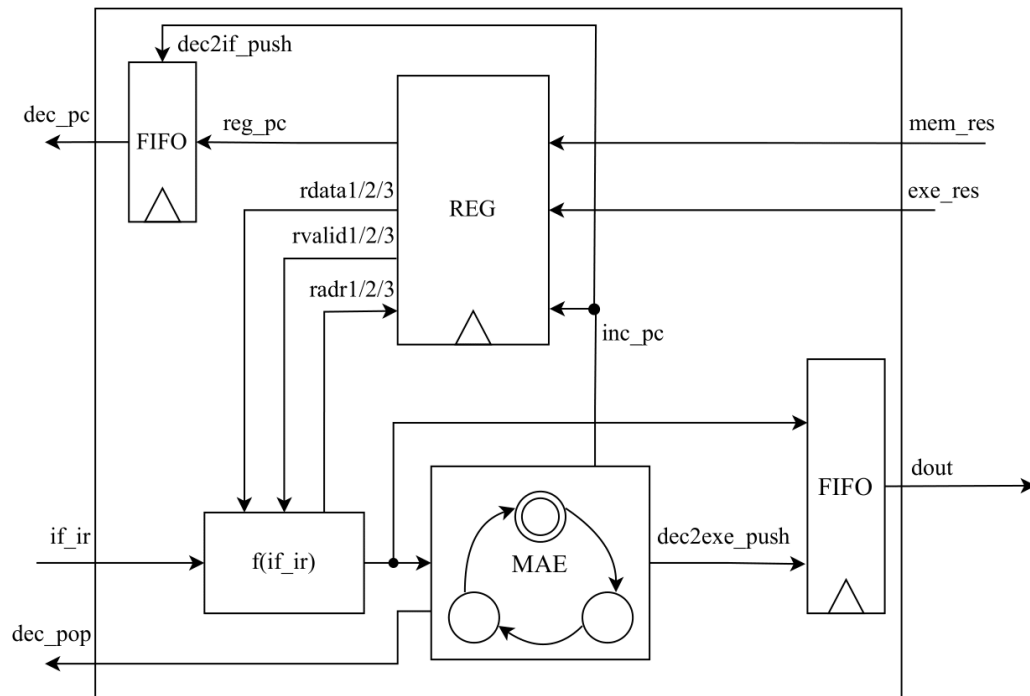 dec2if_push
dec_pc
FIFO
reg_pc
mem_res
rdata1/2/3
REG
exe_res
rvalid1/2/3
radr1/2/3
inc_pc
dout
FIFO
if_ir
f(if_ir)
MAE
dec2exe_push
dec_pop